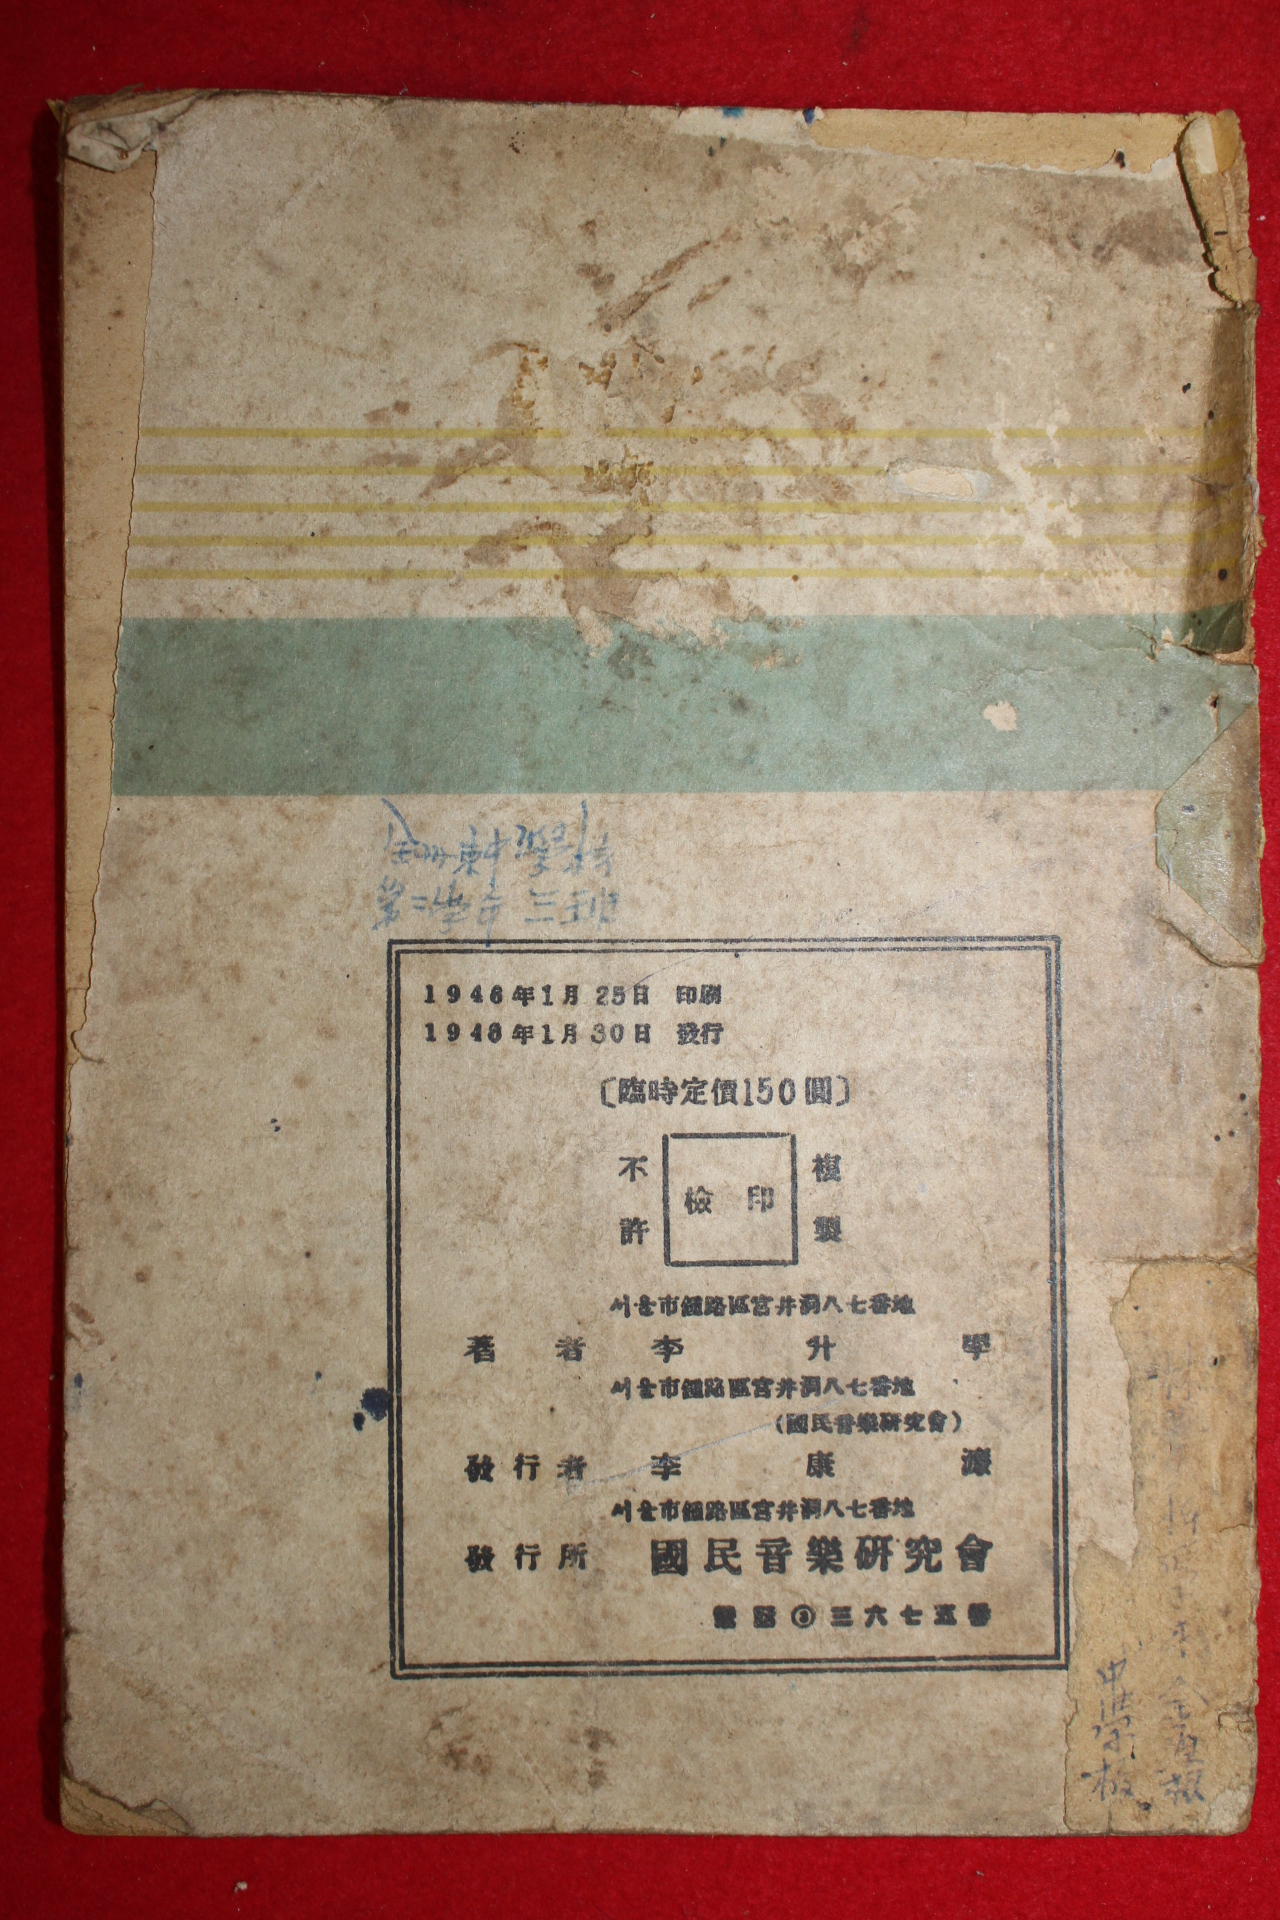 1946年1月25日 印刷
1948年1月30日 發行
〔臨時定價150圓〕
不許 檢印 複製
서울市鍾路區宮井洞八七番地
著者 李升學
서울市鍾路區宮井洞八七番地
(國民音樂硏究會)
發行者 李康濂
서울市鍾路區宮井洞八七番地
發行所 國民音樂硏究會
電話③三六七五番